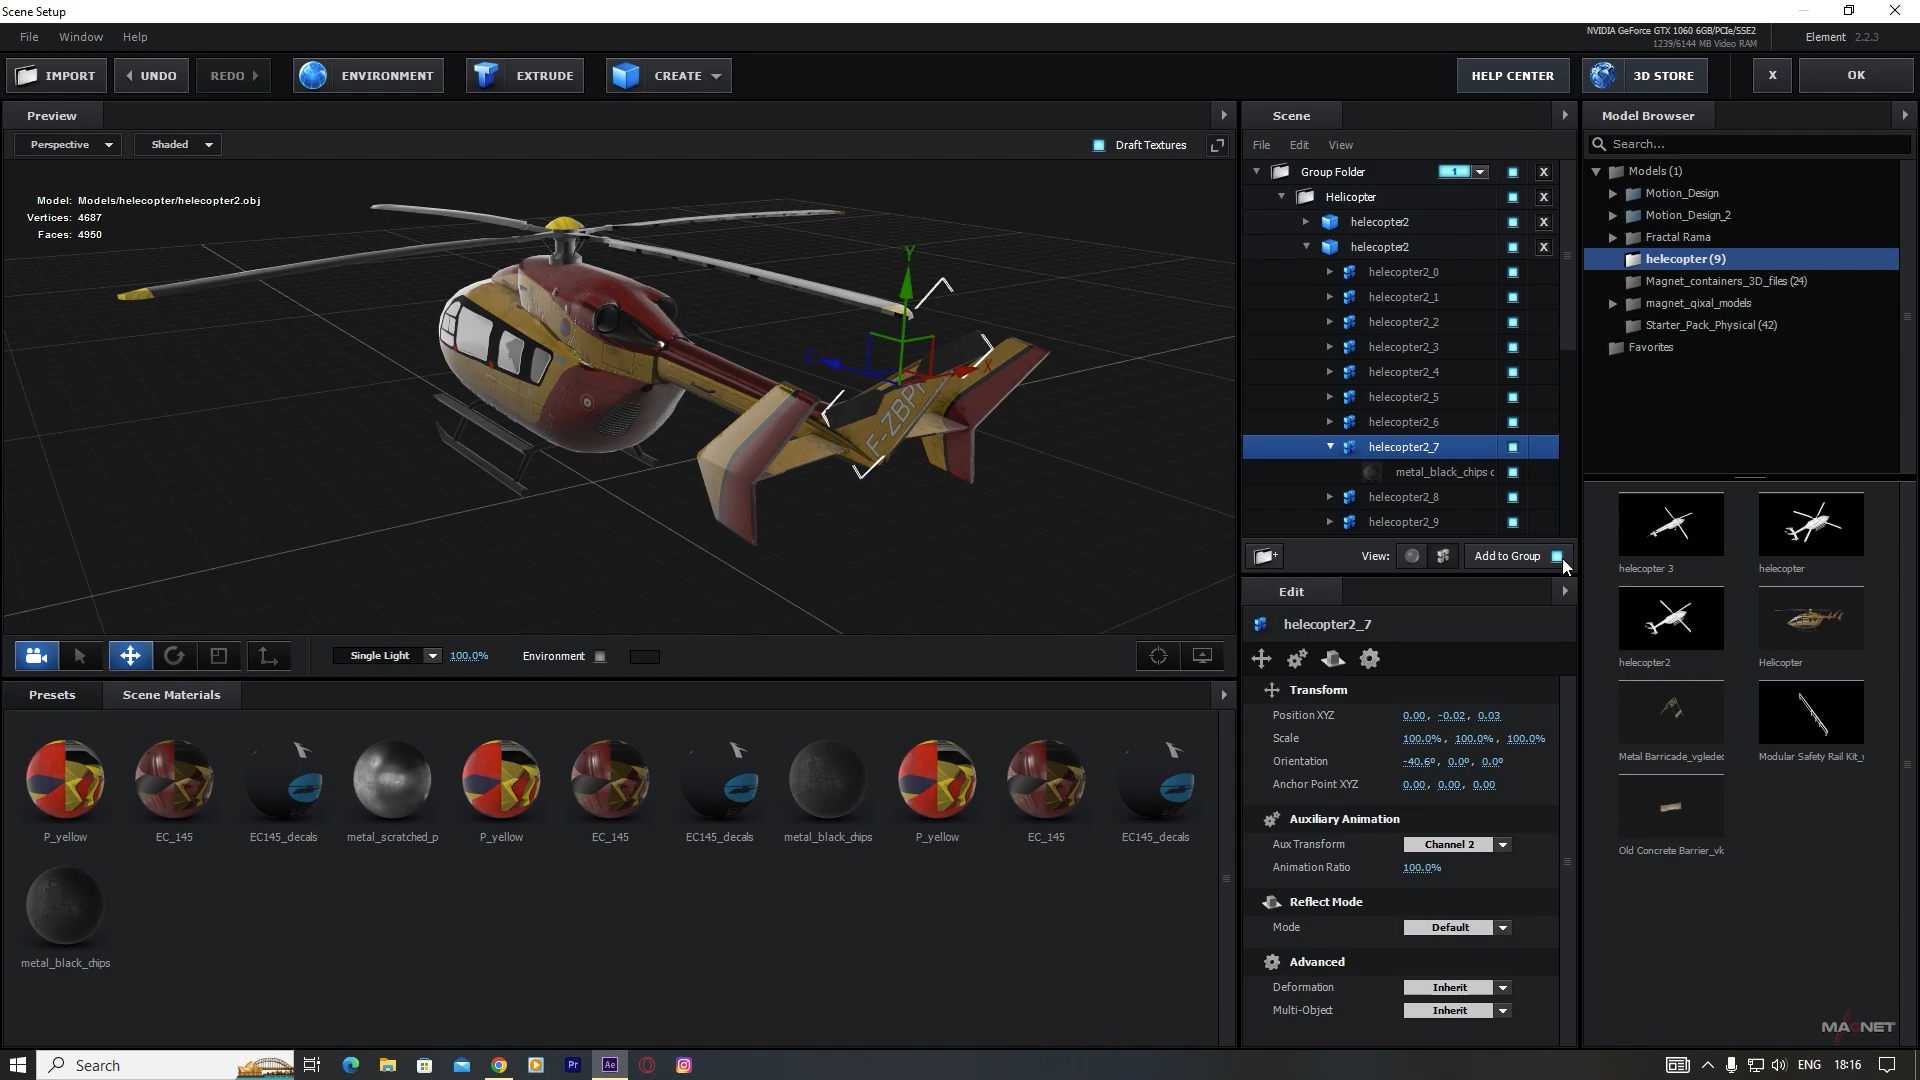 Scene Setup
File Window Help
NVIDIA GeForce GTX 1060 6GB/PCIe/SSE2
1239/6144 MB Video RAM
Element 2.2.3
IMPORT UNDO REDO ENVIRONMENT EXTRUDE CREATE HELP CENTER 3D STORE X OK
Preview
Perspective Shaded Draft Textures
Model: Models/helecopter/helecopter2.obj
Vertices: 4687
Faces: 4950
Y
Z
X
F-ZBP
Single Light 100.0% Environment
Presets Scene Materials
P_yellow EC_145 EC145_decals metal_scratched_p P_yellow EC_145 EC145_decals metal_black_chips P_yellow EC_145 EC145_decals
metal_black_chips
Scene
File Edit View
Group Folder 1 X
Helicopter X
helecopter2 X
helecopter2 X
helecopter2_0
helecopter2_1
helecopter2_2
helecopter2_3
helecopter2_4
helecopter2_5
helecopter2_6
helecopter2_7
metal_black_chips c
helecopter2_8
helecopter2_9
View: Add to Group
Edit
helecopter2_7
Transform
Position XYZ 0.00, -0.02, 0.03
Scale 100.0%, 100.0%, 100.0%
Orientation -40.6º, 0.0º, 0.0º
Anchor Point XYZ 0.00, 0.00, 0.00
Auxiliary Animation
Aux Transform Channel 2
Animation Ratio 100.0%
Reflect Mode
Mode Default
Advanced
Deformation Inherit
Multi-Object Inherit
Model Browser
Search...
Models (1)
Motion_Design
Motion_Design_2
Fractal Rama
helecopter (9)
Magnet_containers_3D_files (24)
magnet_qixal_models
Starter_Pack_Physical (42)
Favorites
helecopter 3 helecopter
helecopter2 Helicopter
Metal Barricade_vgledec Modular Safety Rail Kit_v
Old Concrete Barrier_vk
MAGNET
Search
Pr Ae
ENG 18:16